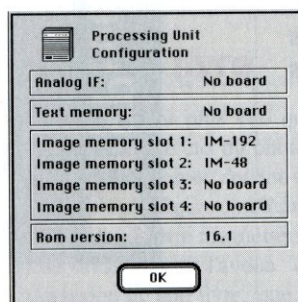 Processing Unit
Configuration
Analog IF: No board
Text memory: No board
Image memory slot 1: IM-192
Image memory slot 2: IM-48
Image memory slot 3: No board
Image memory slot 4: No board
Rom version: 16.1
OK